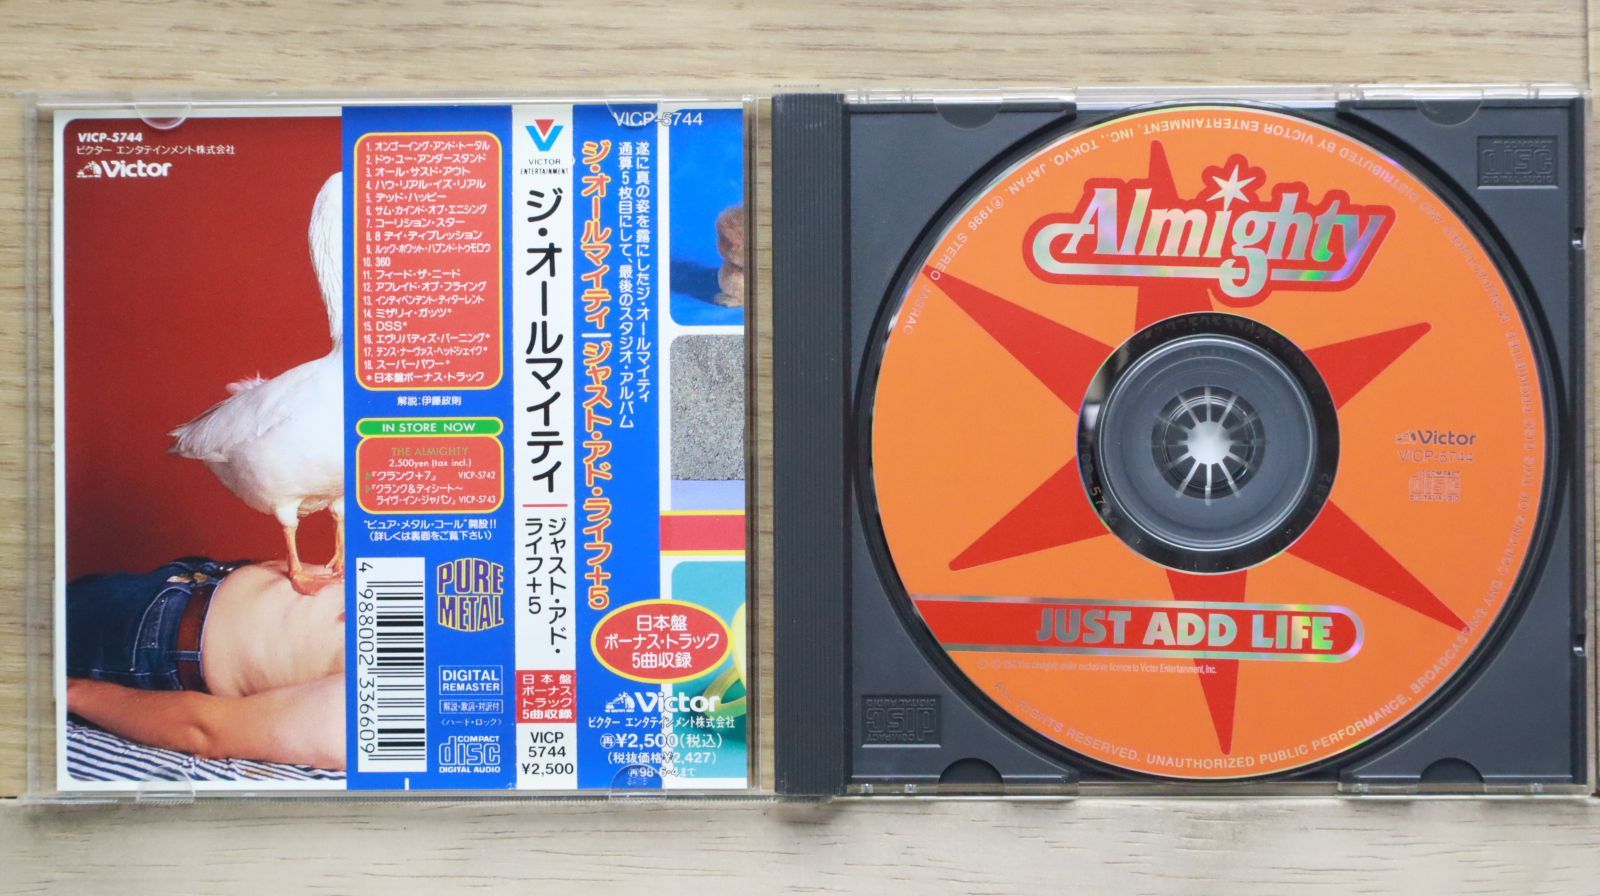 VICP-5744
ビクター エンタテインメント株式会社
Victor
1. オンゴーイング・アンド・トータル
2. ドゥ・ユー・アンダースタンド
3. オール・サスド・アウト
4. ハウ・リアル・イズ・リアル
5. デッド・ハッピー
6. サム・カインド・オブ・エニシング
7. コーリション・スター
8. 8 デイ・ディプレッション
9. ルック・ホワット・ハプンド・トゥモロウ
10. 360
11. フィード・ザ・ニード
12. アフレイド・オブ・フライング
13. インディペンデント・ディターレント
14. ミザリィ・ガッツ*
15. DSS*
16. エヴリバディズ・バーニング*
17. テンス・ナーヴァス・ヘッドシェイク*
18. スーパーパワー*
* 日本盤ボーナス・トラック
解説：伊藤政則
IN STORE NOW
THE ALMIGHTY
2,500yen (tax incl.)
『クランク+7』 VICP-5742
『クランク&ディシート～
ライヴ・イン・ジャパン』 VICP-5743
"ピュア・メタル・コール"開設!!
(詳しくは裏面をご覧下さい)
PURE
METAL
4 988002 336609
DIGITAL
REMASTER
解説・歌詞・対訳付
<ハード・ロック>
COMPACT
disc
DIGITAL AUDIO
VICTOR
ENTERTAINMENT
ジ・オールマイティ
ジャスト・アド・
ライフ+5
日本盤
ボーナス
トラック
5曲収録
VICP
5744
¥2,500
VICP-5744
遂に真の姿を露にしたジ・オールマイティ
通算5枚目にして、最後のスタジオ・アルバム
ジ・オールマイティ ジャスト・アド・ライフ+5
日本盤
ボーナス・トラック
5曲収録
Victor
ビクター エンタテインメント株式会社
再¥2,500(税込)
(税抜価格¥2,427)
Almighty
JUST ADD LIFE
Victor
VICP-5744
COMPACT
disc
DIGITAL AUDIO
DISTRIBUTED BY VICTOR ENTERTAINMENT, INC., TOKYO, JAPAN. ℗1996 STEREO JASRAC
ALL RIGHTS RESERVED. UNAUTHORIZED PUBLIC PERFORMANCE, BROADCASTING AND COPYING OF THIS DISC